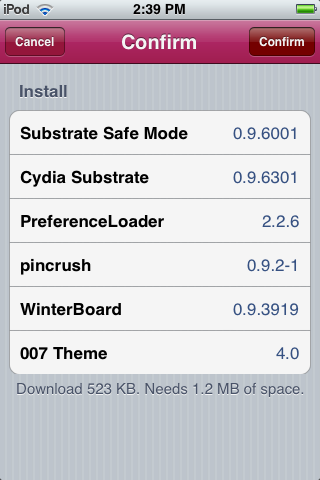 iPod 2:39 PM
Cancel Confirm Confirm
Install
Substrate Safe Mode 0.9.6001
Cydia Substrate 0.9.6301
PreferenceLoader 2.2.6
pincrush 0.9.2-1
WinterBoard 0.9.3919
007 Theme 4.0
Download 523 KB. Needs 1.2 MB of space.